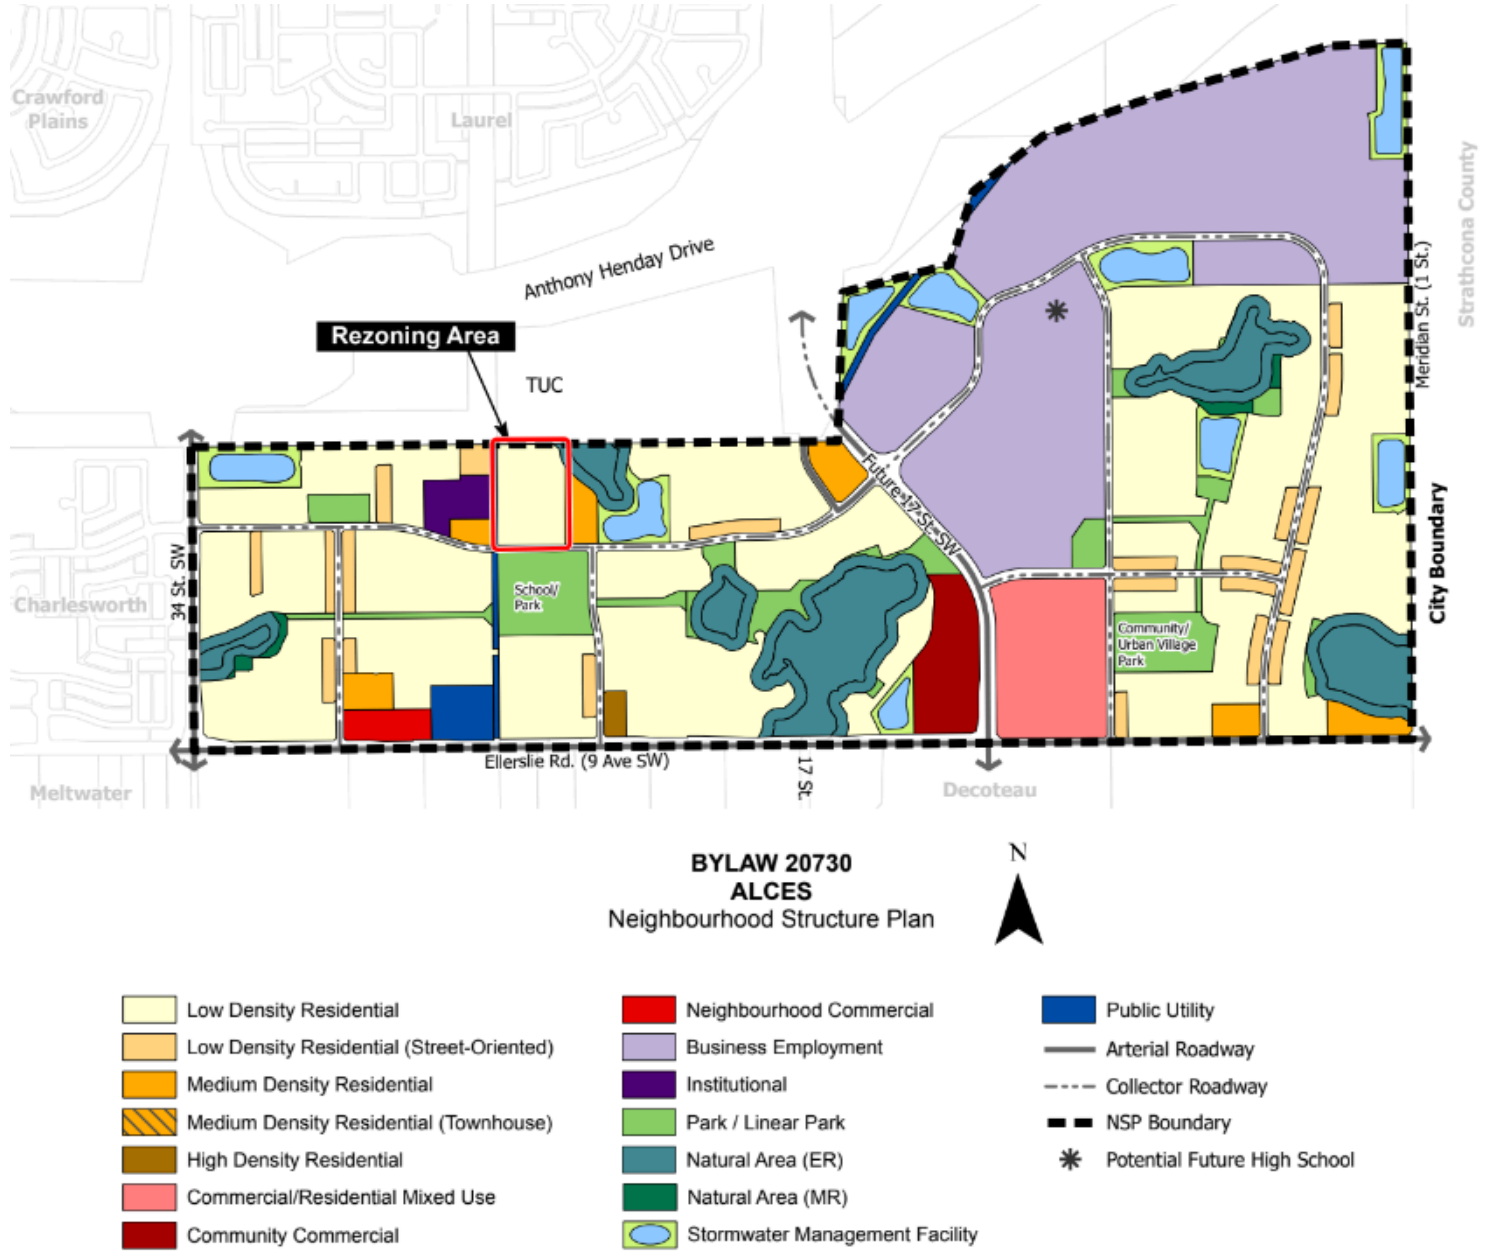 Crawford
Plains
Laurel
Strathcona County
Anthony Henday Drive
Meridian St. (1 St.)
Rezoning Area
TUC
Future 17 St. SW
City Boundary
34 St. SW
Charlesworth
School/
Park
Community/
Urban Village
Park
Ellerslie Rd. (9 Ave SW)
17 St.
Meltwater
Decoteau
BYLAW 20730
ALCES
Neighbourhood Structure Plan
N
Low Density Residential
Low Density Residential (Street-Oriented)
Medium Density Residential
Medium Density Residential (Townhouse)
High Density Residential
Commercial/Residential Mixed Use
Community Commercial
Neighbourhood Commercial
Business Employment
Institutional
Park / Linear Park
Natural Area (ER)
Natural Area (MR)
Stormwater Management Facility
Public Utility
Arterial Roadway
Collector Roadway
NSP Boundary
Potential Future High School